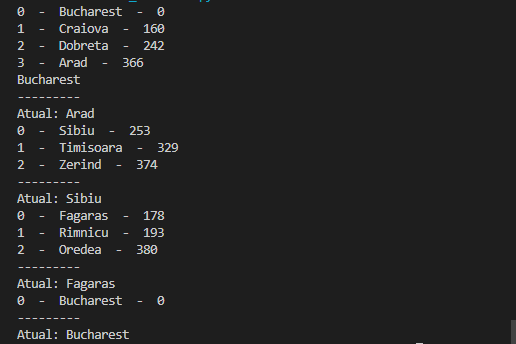 0  -  Bucharest  -  0
1  -  Craiova  -  160
2  -  Dobreta  -  242
3  -  Arad  -  366
Bucharest
---------
Atual: Arad
0  -  Sibiu  -  253
1  -  Timisoara  -  329
2  -  Zerind  -  374
---------
Atual: Sibiu
0  -  Fagaras  -  178
1  -  Rimnicu  -  193
2  -  Oredea  -  380
---------
Atual: Fagaras
0  -  Bucharest  -  0
---------
Atual: Bucharest